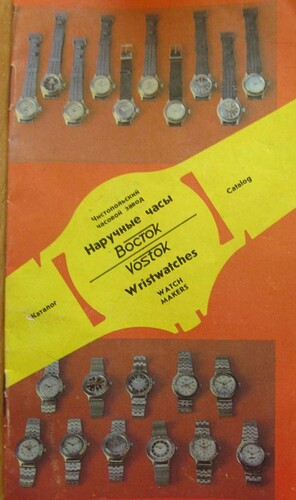 Чистопольский
часовой завод
Наручные часы
Восток
Vostok
Wristwatches
WATCH
MAKERS
Каталог
Catalog